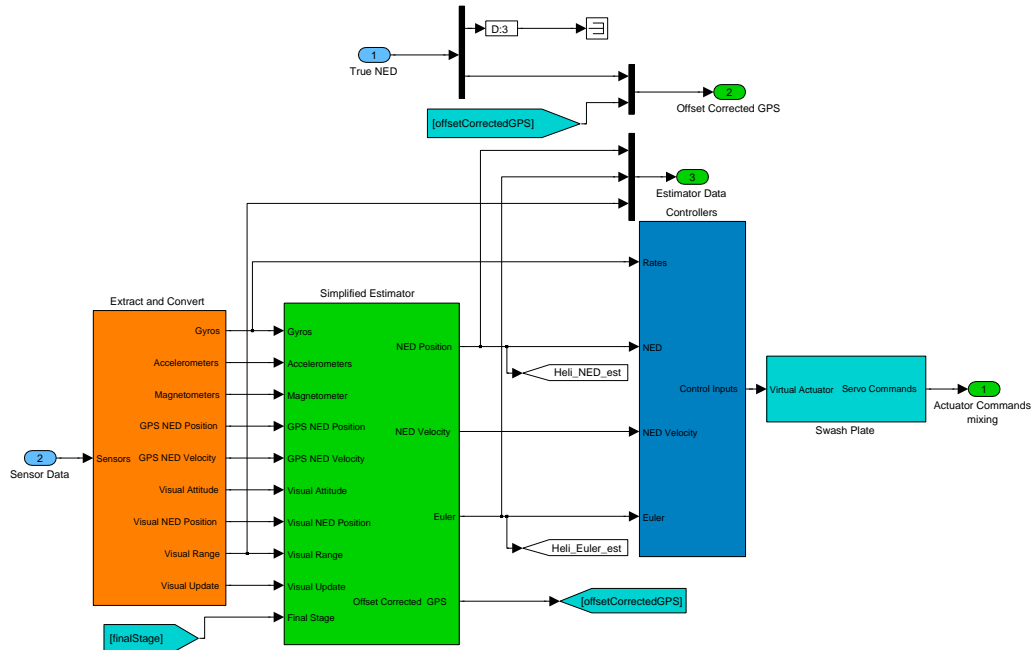 D:3
1
True NED
2
Offset Corrected GPS
[offsetCorrectedGPS]
3
Estimator Data
Controllers
Rates
NED
NED Velocity
Euler
Control Inputs
Extract and Convert
Sensors
Gyros
Accelerometers
Magnetometers
GPS NED Position
GPS NED Velocity
Visual Attitude
Visual NED Position
Visual Range
Visual Update
Simplified Estimator
Gyros
Accelerometers
Magnetometer
GPS NED Position
GPS NED Velocity
Visual Attitude
Visual NED Position
Visual Range
Visual Update
Final Stage
NED Position
NED Velocity
Euler
Offset Corrected GPS
Heli_NED_est
Heli_Euler_est
[offsetCorrectedGPS]
Virtual Actuator
Servo Commands
Swash Plate
1
Actuator Commands
mixing
2
Sensor Data
[finalStage]